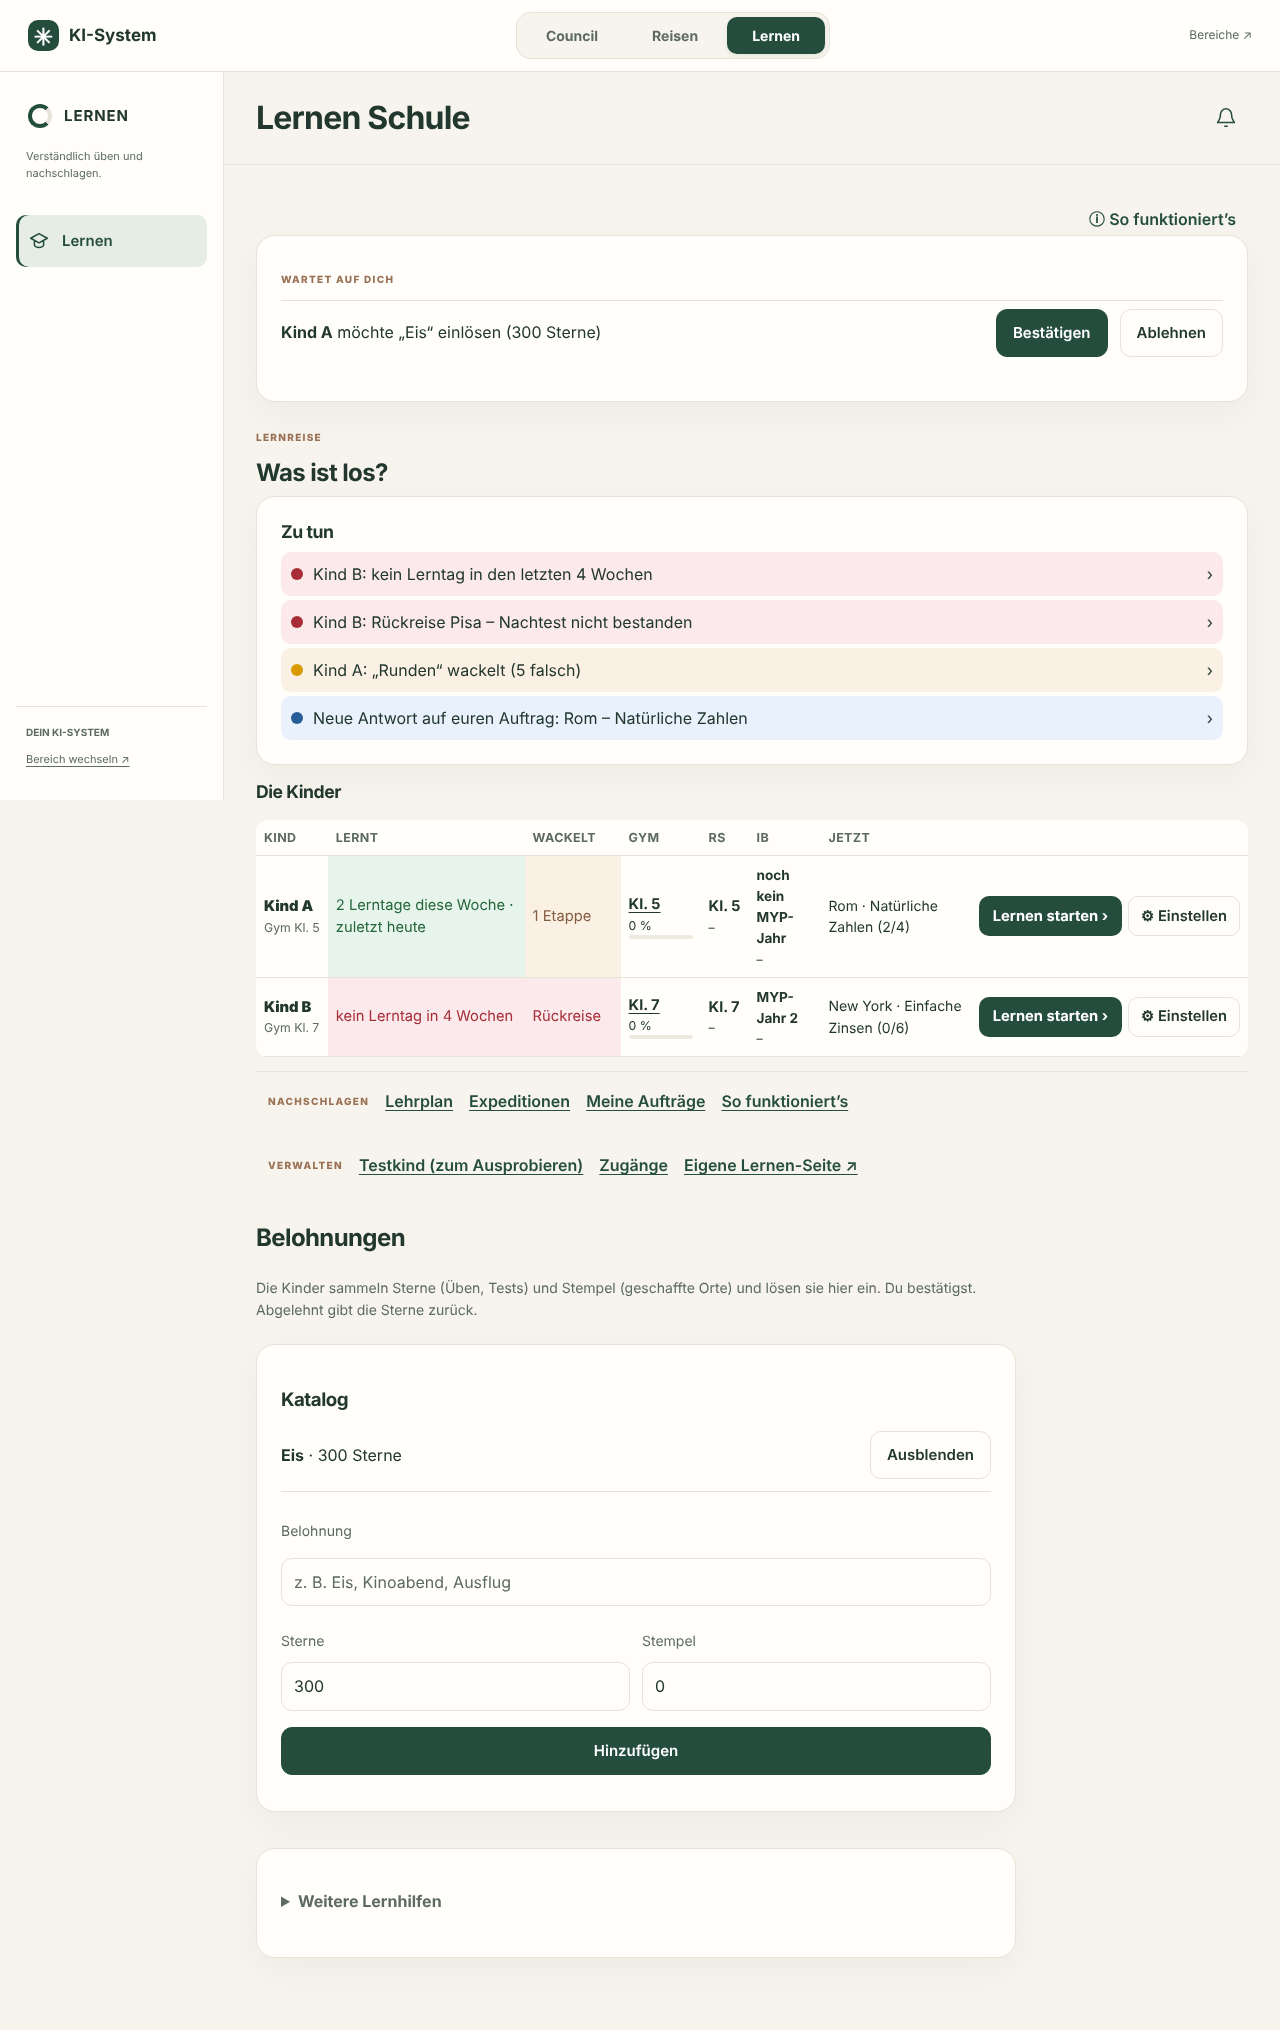 KI-System
Council
Reisen
Lernen
Bereiche ↗
LERNEN
Verständlich üben und
nachschlagen.
Lernen
DEIN KI-SYSTEM
Bereich wechseln ↗
Lernen Schule
ⓘ So funktioniert’s
WARTET AUF DICH
Kind A möchte „Eis“ einlösen (300 Sterne)
Bestätigen
Ablehnen
LERNREISE
Was ist los?
Zu tun
Kind B: kein Lerntag in den letzten 4 Wochen ›
Kind B: Rückreise Pisa – Nachtest nicht bestanden ›
Kind A: „Runden“ wackelt (5 falsch) ›
Neue Antwort auf euren Auftrag: Rom – Natürliche Zahlen ›
Die Kinder
KIND LERNT WACKELT GYM RS IB JETZT
Kind A
Gym Kl. 5
2 Lerntage diese Woche ·
zuletzt heute
1 Etappe
Kl. 5
0 %
Kl. 5
–
noch
kein
MYP-
Jahr
–
Rom · Natürliche
Zahlen (2/4)
Lernen starten ›
⚙ Einstellen
Kind B
Gym Kl. 7
kein Lerntag in 4 Wochen
Rückreise
Kl. 7
0 %
Kl. 7
–
MYP-
Jahr 2
–
New York · Einfache
Zinsen (0/6)
Lernen starten ›
⚙ Einstellen
NACHSCHLAGEN Lehrplan Expeditionen Meine Aufträge So funktioniert’s
VERWALTEN Testkind (zum Ausprobieren) Zugänge Eigene Lernen-Seite ↗
Belohnungen
Die Kinder sammeln Sterne (Üben, Tests) und Stempel (geschaffte Orte) und lösen sie hier ein. Du bestätigst.
Abgelehnt gibt die Sterne zurück.
Katalog
Eis · 300 Sterne
Ausblenden
Belohnung
z. B. Eis, Kinoabend, Ausflug
Sterne
Stempel
300
0
Hinzufügen
▶ Weitere Lernhilfen